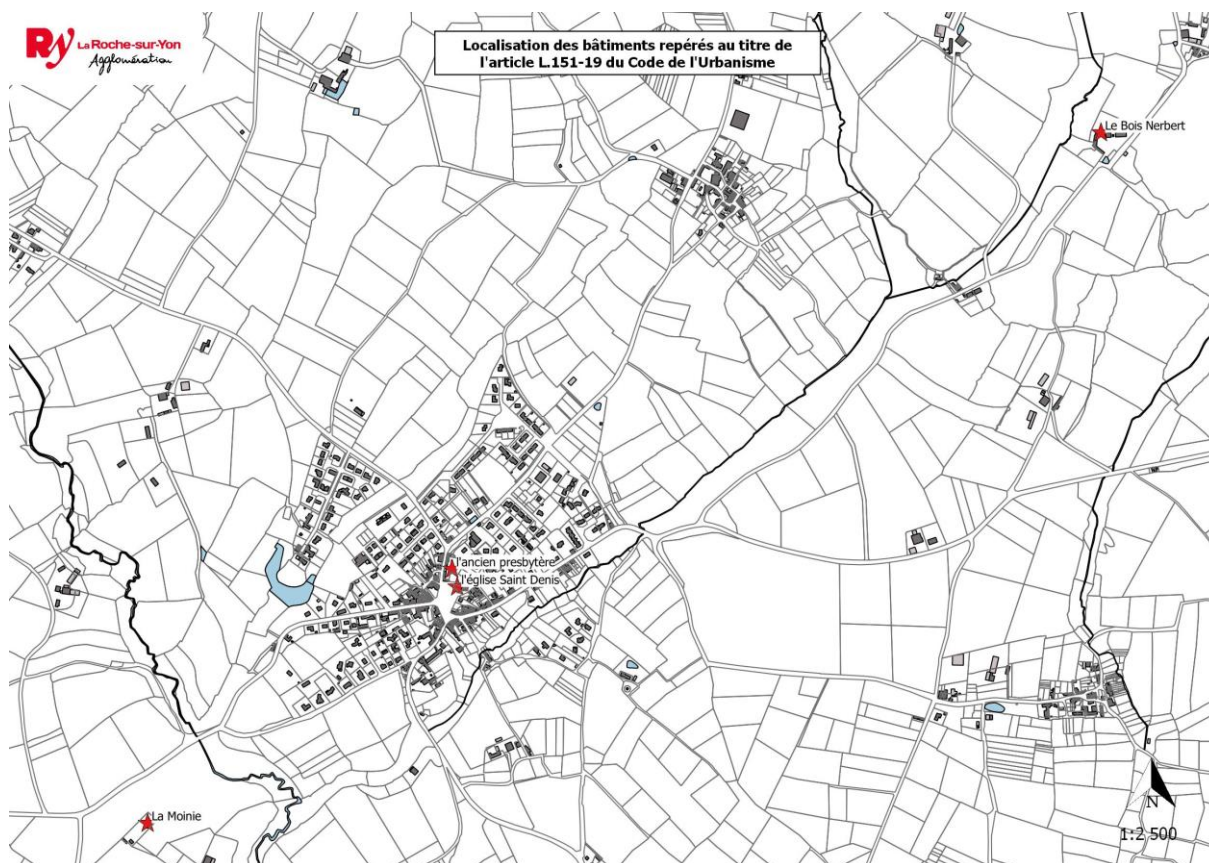 Ry La Roche-sur-Yon
Agglomération
Localisation des bâtiments repérés au titre de
l'article L.151-19 du Code de l'Urbanisme
Le Bois Nerbert
l'ancien presbytère
l'église Saint Denis
La Moinie
N
1:2 500